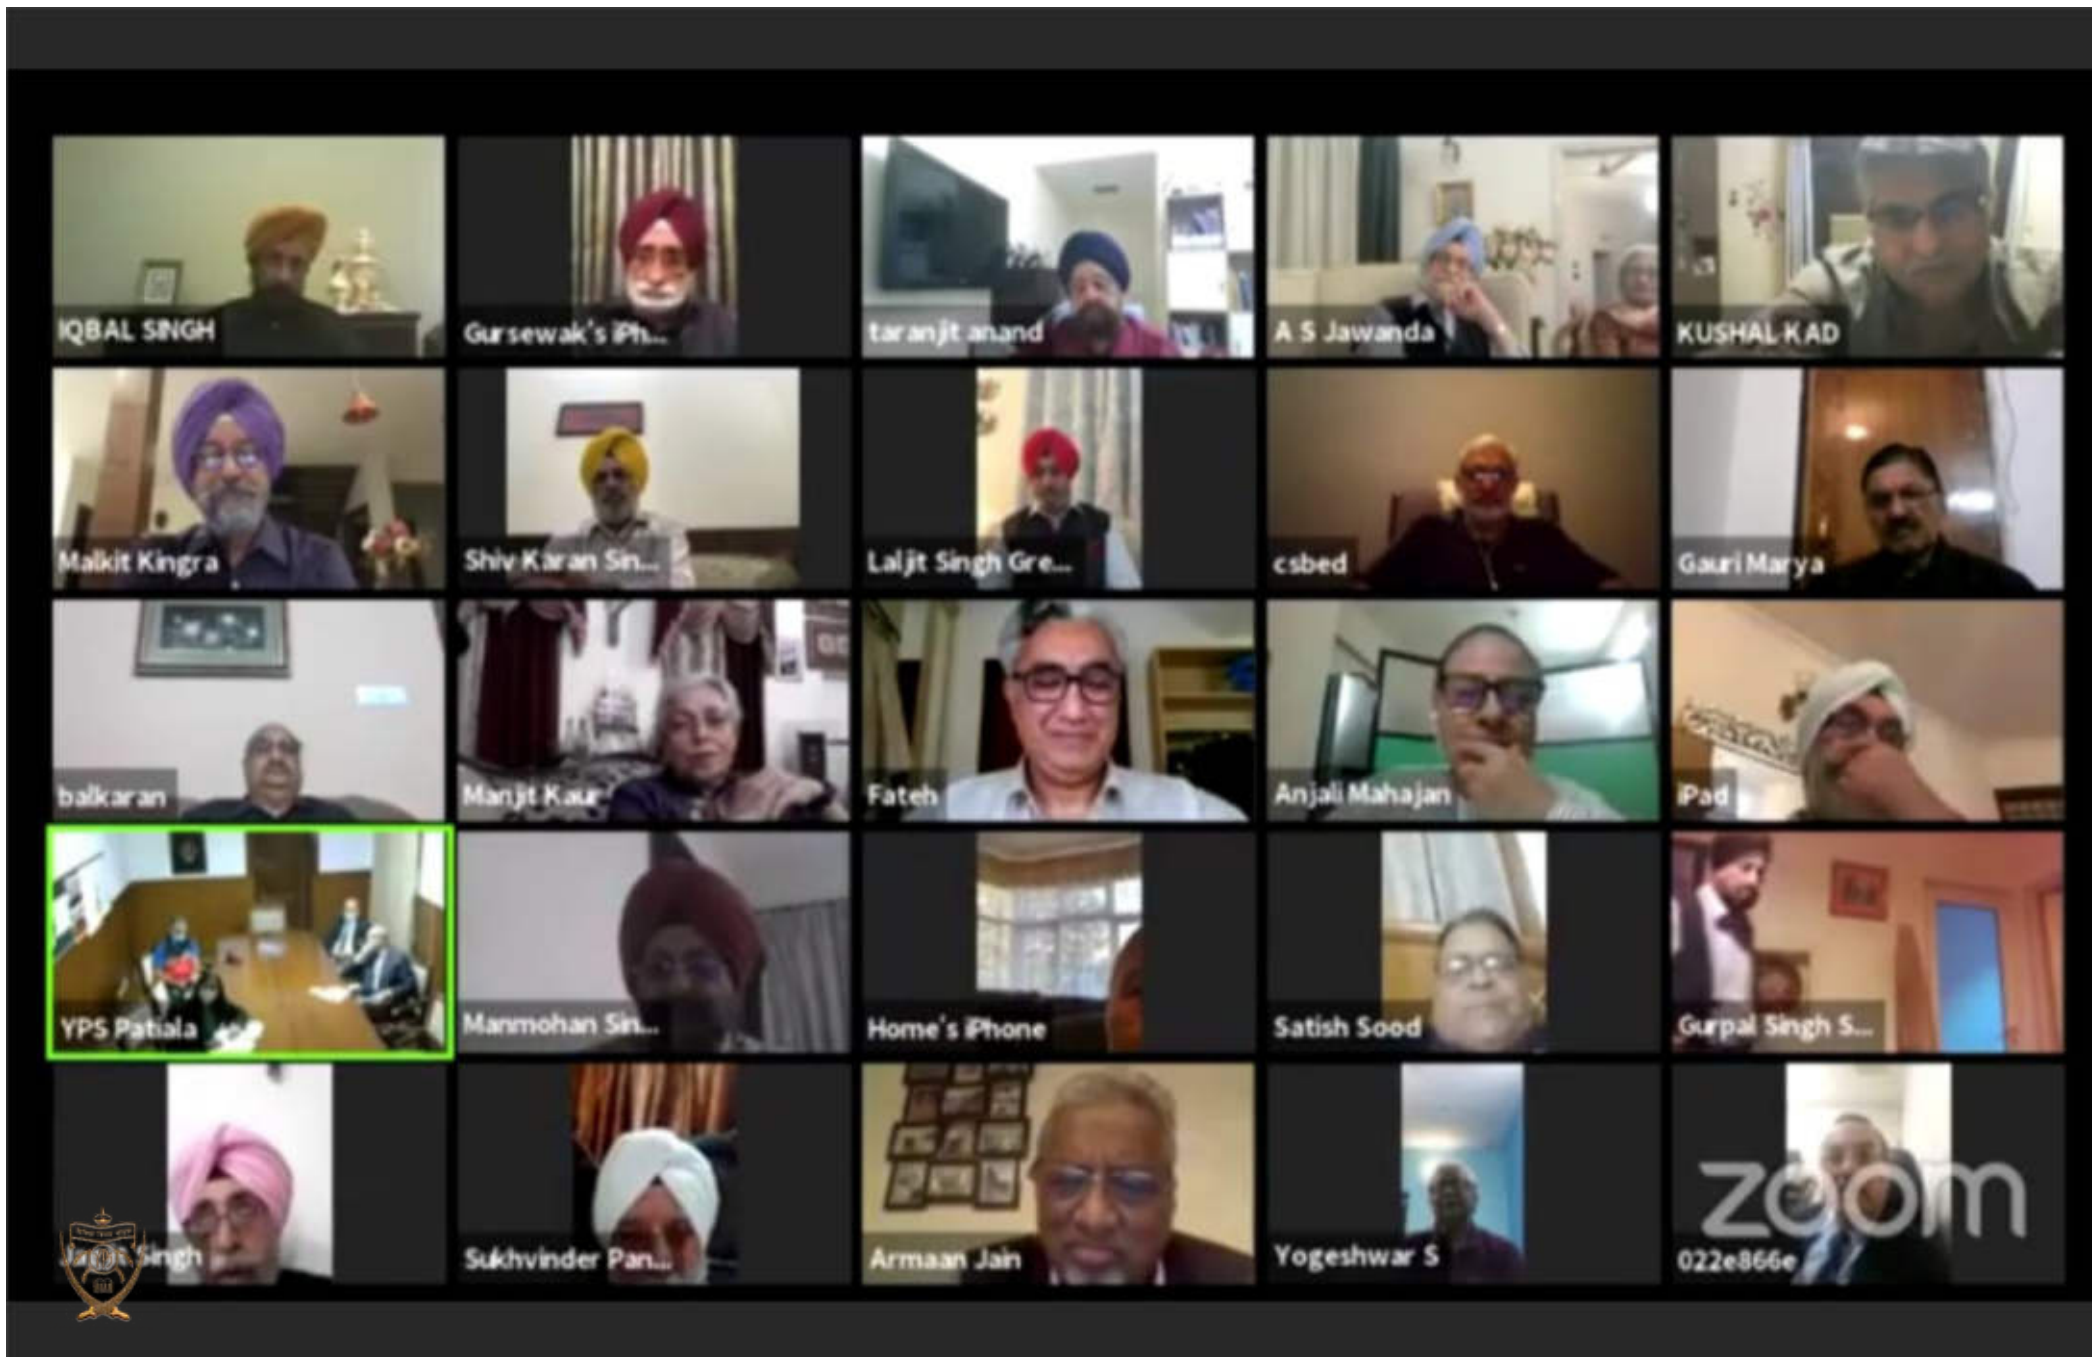 IQBAL SINGH
Gursewak's iPh...
taranjit anand
A S Jawanda
KUSHAL KAD
Malkit Kingra
Shiv Karan Sin...
Laljit Singh Gre...
csbed
Gauri Marya
balkaran
Manjit Kaur
Fateh
Anjali Mahajan
iPad
YPS Patiala
Manmohan Sin...
Home's iPhone
Satish Sood
Gurpal Singh S...
Singh
Sukhvinder Pan...
Armaan Jain
Yogeshwar S
022e866e
zoom